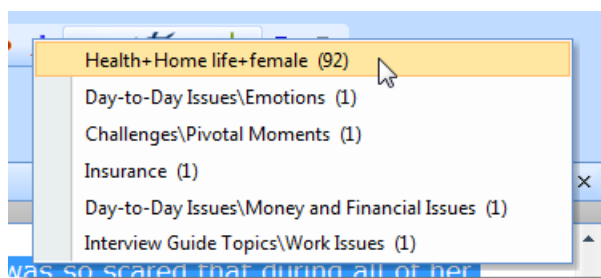 Health+Home life+female (92)
Day-to-Day Issues\Emotions (1)
Challenges\Pivotal Moments (1)
Insurance (1)
Day-to-Day Issues\Money and Financial Issues (1)
Interview Guide Topics\Work Issues (1)
was so scared that during all of her